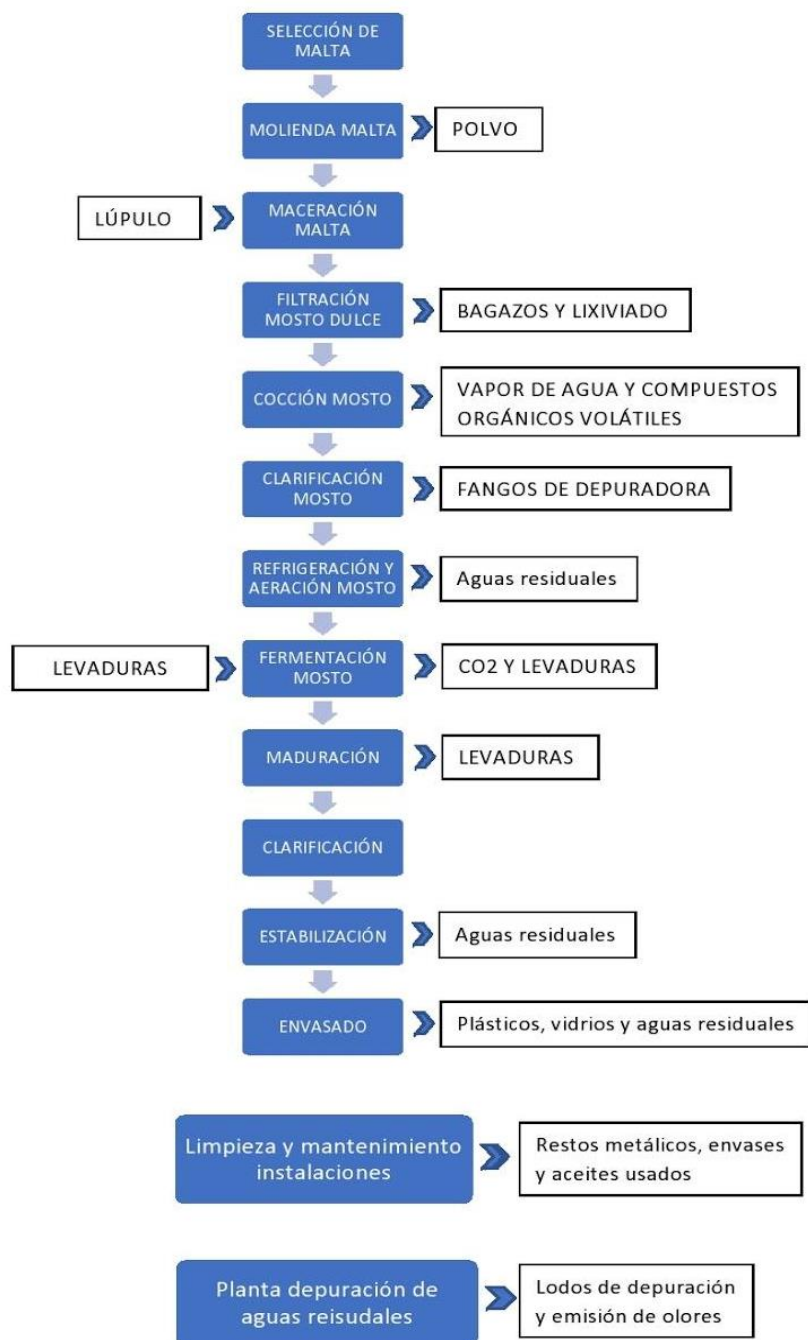 SELECCIÓN DE
MALTA
MOLIENDA MALTA
POLVO
LÚPULO
MACERACIÓN
MALTA
FILTRACIÓN
MOSTO DULCE
BAGAZOS Y LIXIVIADO
COCCIÓN MOSTO
VAPOR DE AGUA Y COMPUESTOS
ORGÁNICOS VOLÁTILES
CLARIFICACIÓN
MOSTO
FANGOS DE DEPURADORA
REFRIGERACIÓN Y
AERACIÓN MOSTO
Aguas residuales
LEVADURAS
FERMENTACIÓN
MOSTO
CO2 Y LEVADURAS
MADURACIÓN
LEVADURAS
CLARIFICACIÓN
ESTABILIZACIÓN
Aguas residuales
ENVASADO
Plásticos, vidrios y aguas residuales
Limpieza y mantenimiento
instalaciones
Restos metálicos, envases
y aceites usados
Planta depuración de
aguas reisudales
Lodos de depuración
y emisión de olores